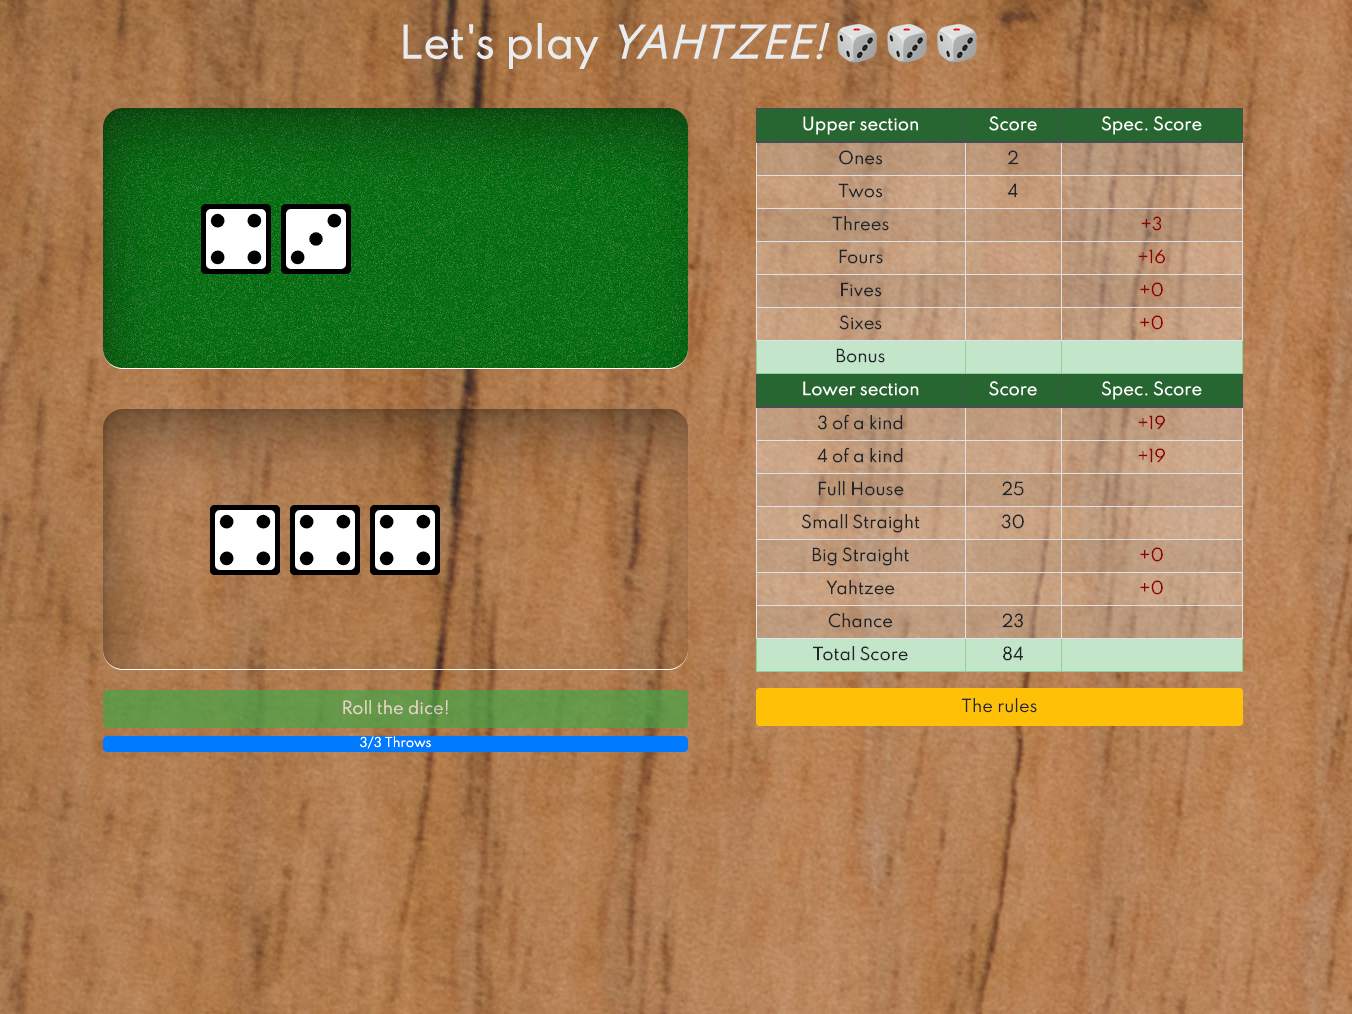 Let's play YAHTZEE!
Upper section Score Spec. Score
Ones 2
Twos 4
Threes +3
Fours +16
Fives +0
Sixes +0
Bonus
Lower section Score Spec. Score
3 of a kind +19
4 of a kind +19
Full House 25
Small Straight 30
Big Straight +0
Yahtzee +0
Chance 23
Total Score 84
Roll the dice!
3/3 Throws
The rules